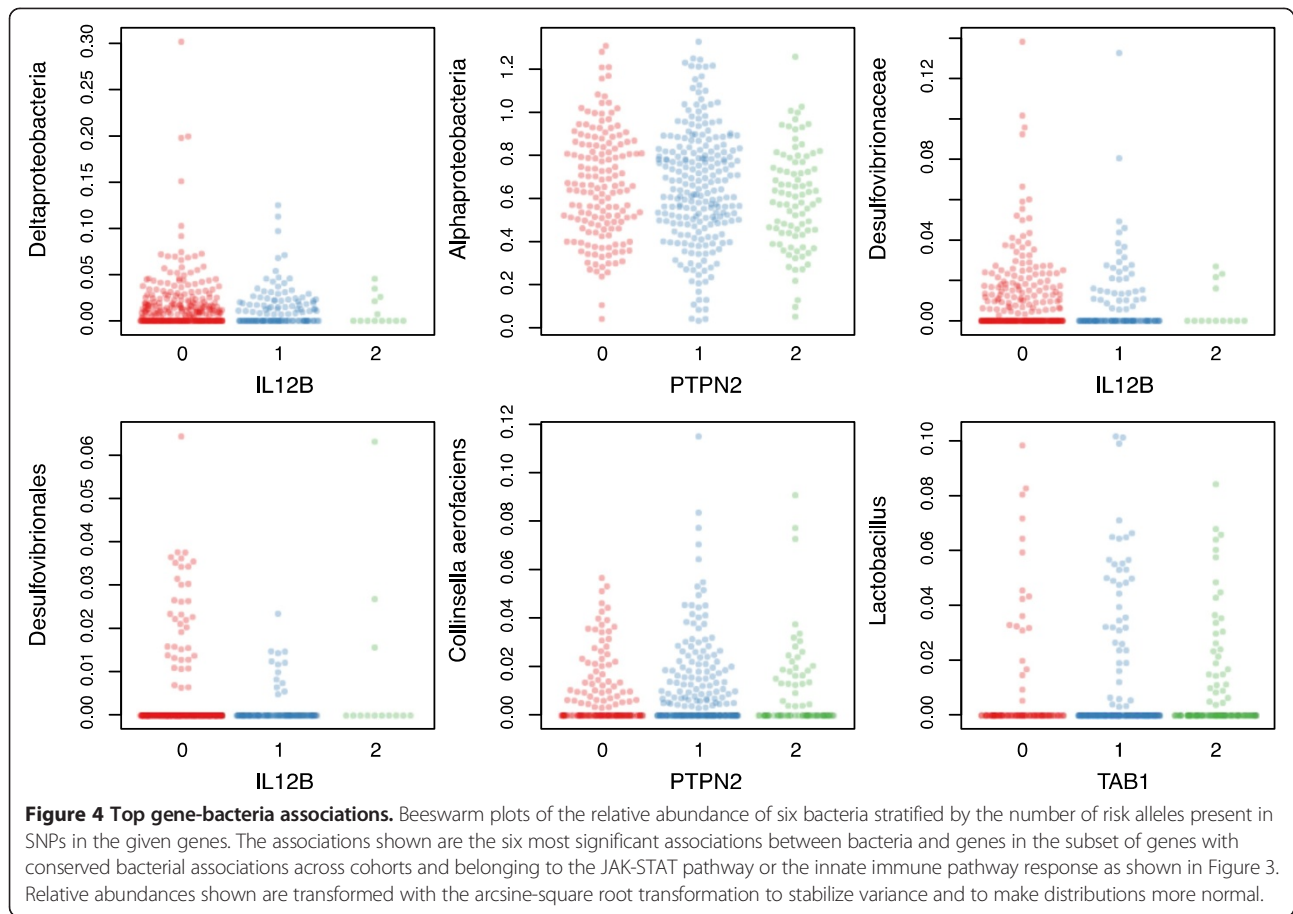 Deltaproteobacteria
0.00 0.05 0.10 0.15 0.20 0.25 0.30
0 1 2
IL12B
Alphaproteobacteria
0.0 0.2 0.4 0.6 0.8 1.0 1.2
0 1 2
PTPN2
Desulfovibrionaceae
0.00 0.04 0.08 0.12
0 1 2
IL12B
Desulfovibrionales
0.00 0.01 0.02 0.03 0.04 0.05 0.06
0 1 2
IL12B
Collinsella aerofaciens
0.00 0.02 0.04 0.06 0.08 0.10 0.12
0 1 2
PTPN2
Lactobacillus
0.00 0.02 0.04 0.06 0.08 0.10
0 1 2
TAB1
Figure 4 Top gene-bacteria associations. Beeswarm plots of the relative abundance of six bacteria stratified by the number of risk alleles present in
SNPs in the given genes. The associations shown are the six most significant associations between bacteria and genes in the subset of genes with
conserved bacterial associations across cohorts and belonging to the JAK-STAT pathway or the innate immune pathway response as shown in Figure 3.
Relative abundances shown are transformed with the arcsine-square root transformation to stabilize variance and to make distributions more normal.